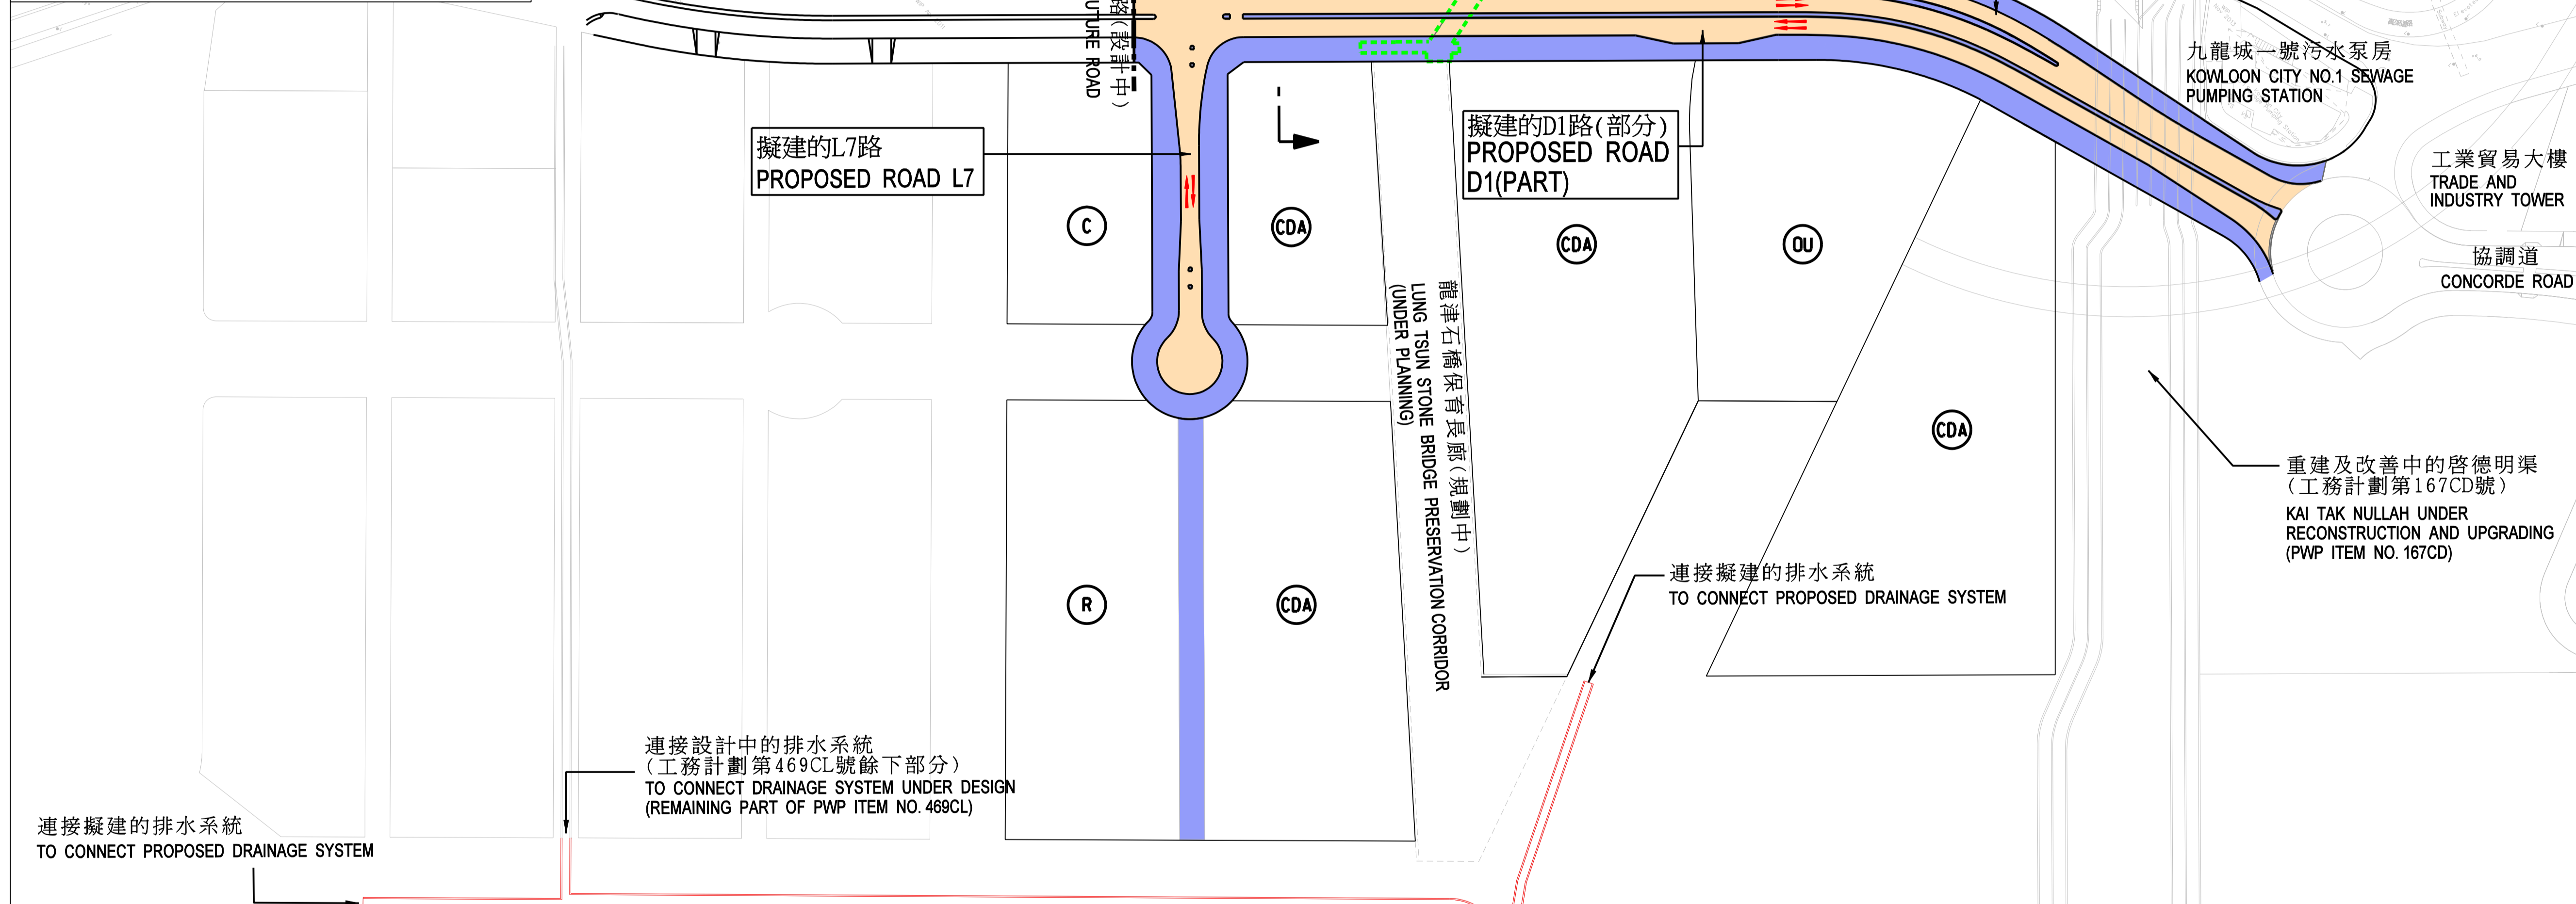 路(設計中)
UTURE ROAD
擬建的L7路
PROPOSED ROAD L7
擬建的D1路(部分)
PROPOSED ROAD
D1(PART)
九龍城一號污水泵房
KOWLOON CITY NO.1 SEWAGE
PUMPING STATION
工業貿易大樓
TRADE AND
INDUSTRY TOWER
協調道
CONCORDE ROAD
C
CDA
CDA
OU
CDA
R
CDA
龍津石橋保育長廊(規劃中)
LUNG TSUN STONE BRIDGE PRESERVATION CORRIDOR
(UNDER PLANNING)
重建及改善中的啓德明渠
(工務計劃第167CD號)
KAI TAK NULLAH UNDER
RECONSTRUCTION AND UPGRADING
(PWP ITEM NO. 167CD)
連接擬建的排水系統
TO CONNECT PROPOSED DRAINAGE SYSTEM
連接設計中的排水系統
(工務計劃第469CL號餘下部分)
TO CONNECT DRAINAGE SYSTEM UNDER DESIGN
(REMAINING PART OF PWP ITEM NO. 469CL)
連接擬建的排水系統
TO CONNECT PROPOSED DRAINAGE SYSTEM